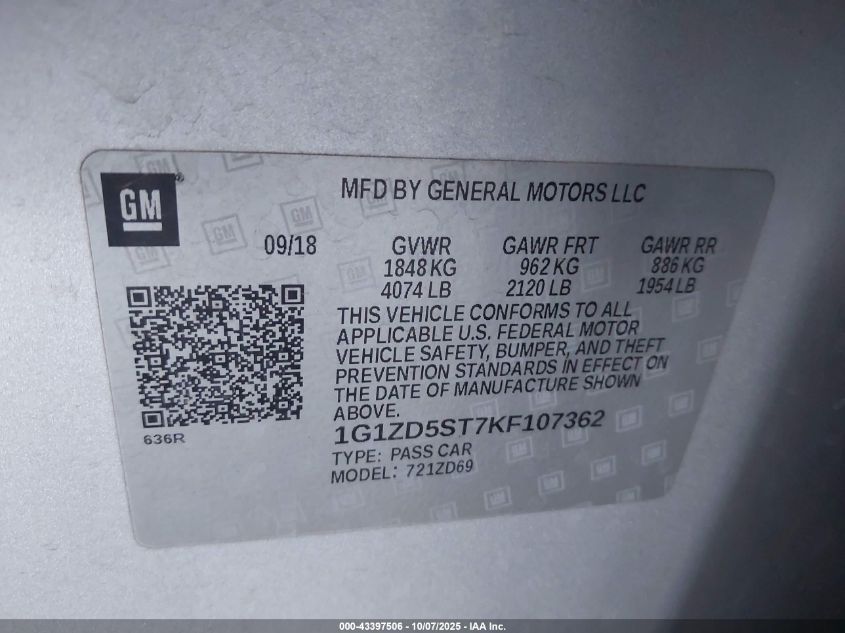 GM
MFD BY GENERAL MOTORS LLC
09/18 GVWR GAWR FRT GAWR RR
1848 KG 962 KG 886 KG
4074 LB 2120 LB 1954 LB
THIS VEHICLE CONFORMS TO ALL
APPLICABLE U.S. FEDERAL MOTOR
VEHICLE SAFETY, BUMPER, AND THEFT
PREVENTION STANDARDS IN EFFECT ON
THE DATE OF MANUFACTURE SHOWN
ABOVE.
636R
1G1ZD5ST7KF107362
TYPE: PASS CAR
MODEL: 721ZD69
000-43397506 - 10/07/2025 - IAA Inc.